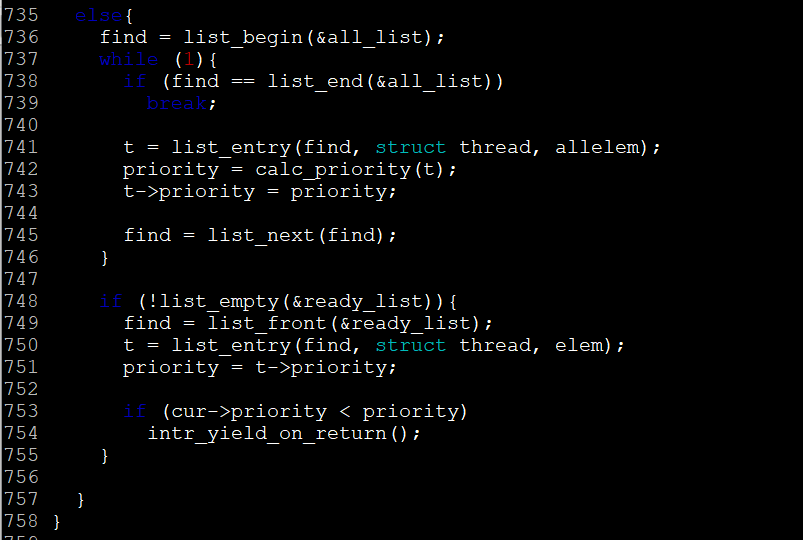 735   else{
736     find = list_begin(&all_list);
737     while (1){
738       if (find == list_end(&all_list))
739         break;
740
741       t = list_entry(find, struct thread, allelem);
742       priority = calc_priority(t);
743       t->priority = priority;
744
745       find = list_next(find);
746     }
747
748     if (!list_empty(&ready_list)){
749       find = list_front(&ready_list);
750       t = list_entry(find, struct thread, elem);
751       priority = t->priority;
752
753       if (cur->priority < priority)
754         intr_yield_on_return();
755     }
756
757   }
758 }